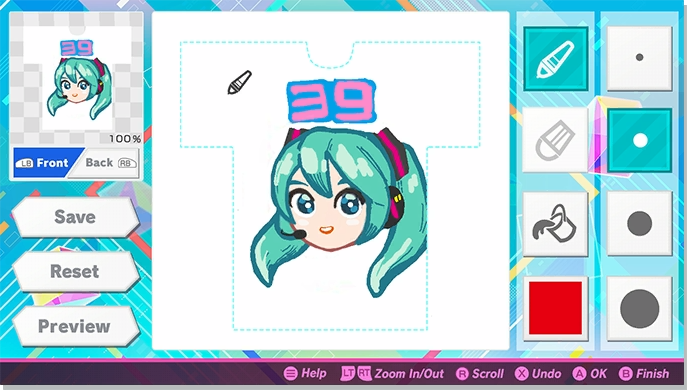 39
39
100%
LB Front Back RB
Save
Reset
Preview
Help LT RT Zoom In/Out R Scroll X Undo A OK B Finish